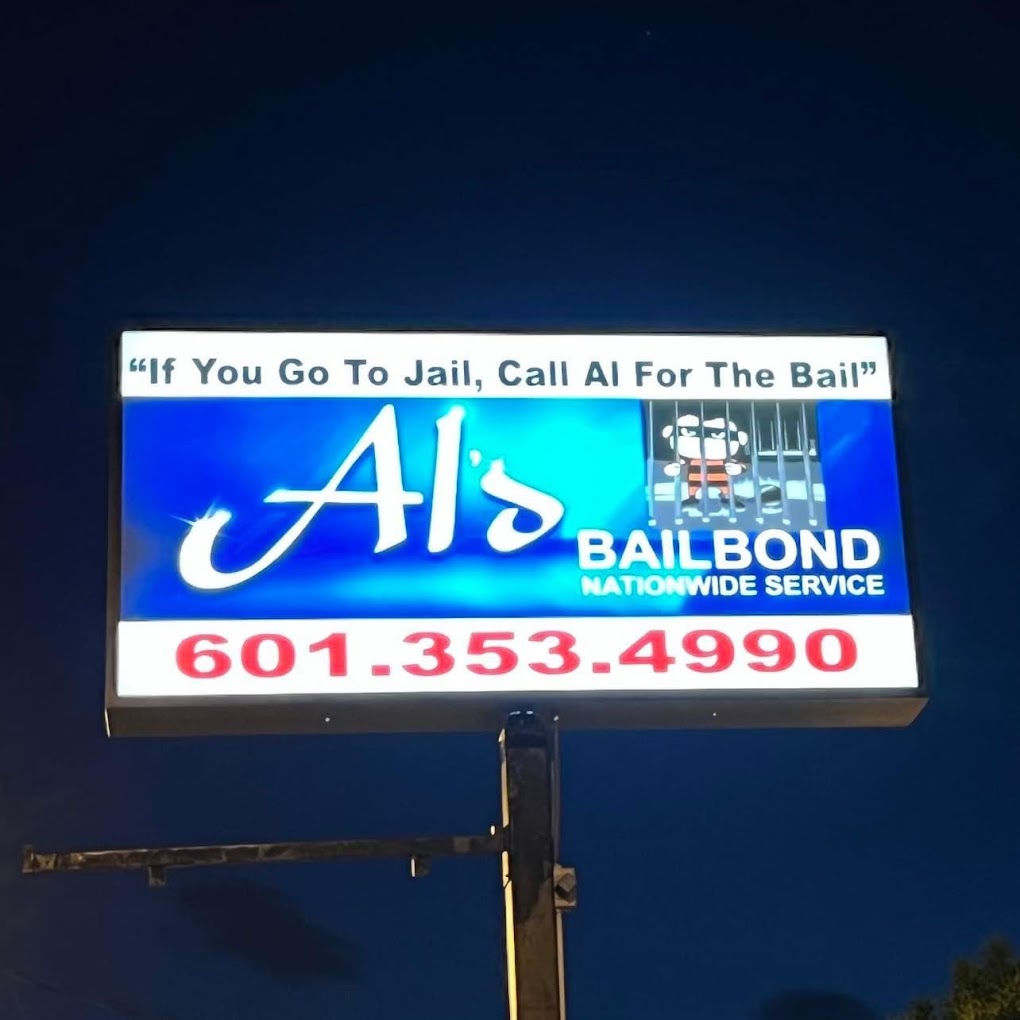 “If You Go To Jail, Call Al For The Bail”
Al's
BAILBOND
NATIONWIDE SERVICE
601.353.4990